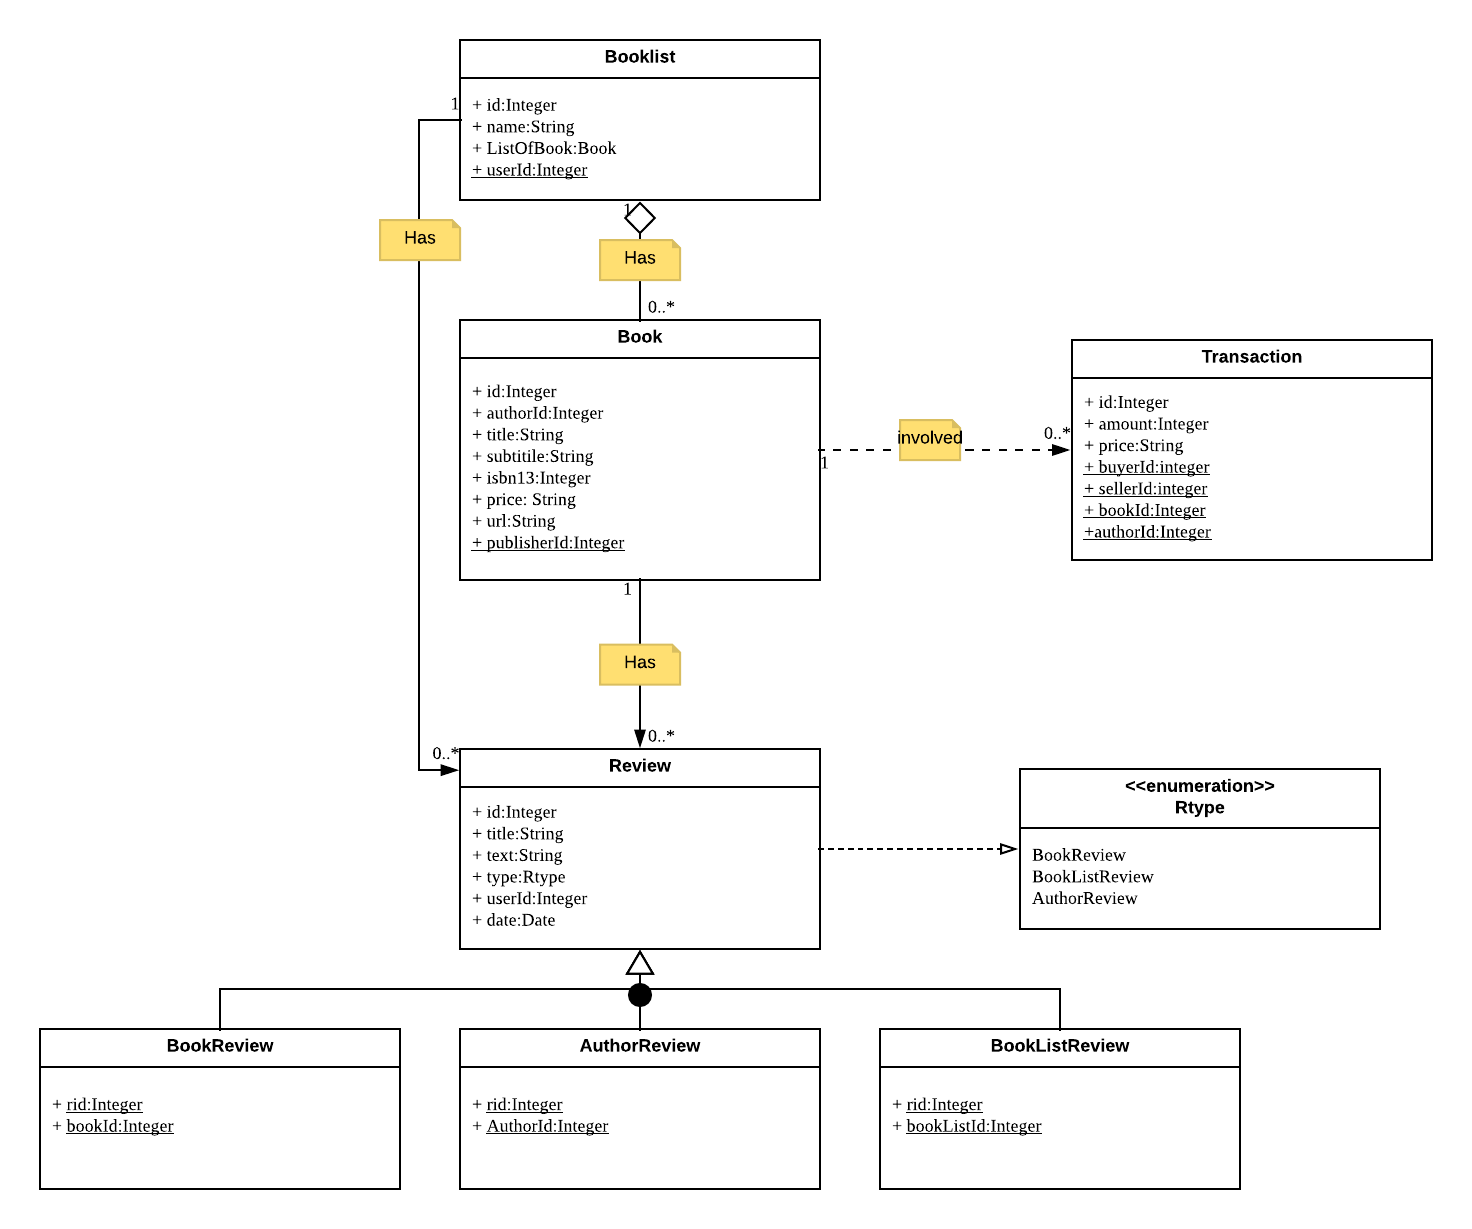 Booklist
1
+ id:Integer
+ name:String
+ ListOfBook:Book
+ userId:Integer
1
Has
Has
0..*
Book
+ id:Integer
+ authorId:Integer
+ title:String
+ subtitile:String
+ isbn13:Integer
+ price: String
+ url:String
+ publisherId:Integer
1
involved
0..*
Transaction
+ id:Integer
+ amount:Integer
+ price:String
+ buyerId:integer
+ sellerId:integer
+ bookId:Integer
+authorId:Integer
1
Has
0..*
0..*
Review
+ id:Integer
+ title:String
+ text:String
+ type:Rtype
+ userId:Integer
+ date:Date
<<enumeration>>
Rtype
BookReview
BookListReview
AuthorReview
BookReview
+ rid:Integer
+ bookId:Integer
AuthorReview
+ rid:Integer
+ AuthorId:Integer
BookListReview
+ rid:Integer
+ bookListId:Integer